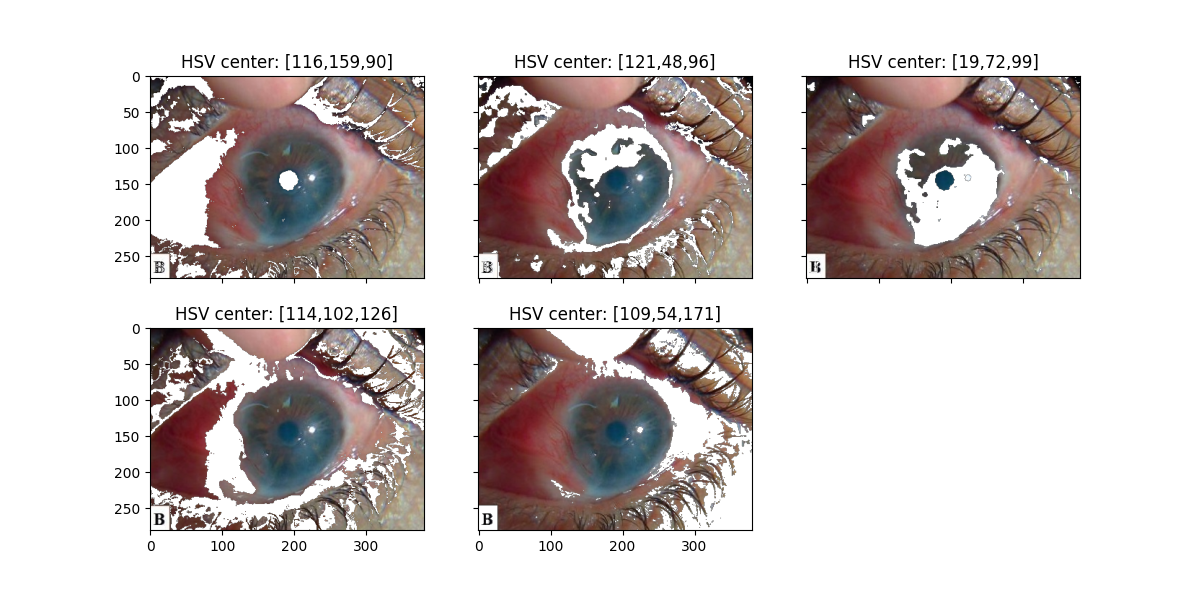 HSV center: [116,159,90]
HSV center: [121,48,96]
HSV center: [19,72,99]
0
50
100
150
200
250
B
B
B
HSV center: [114,102,126]
HSV center: [109,54,171]
0
50
100
150
200
250
B
B
0 100 200 300
0 100 200 300